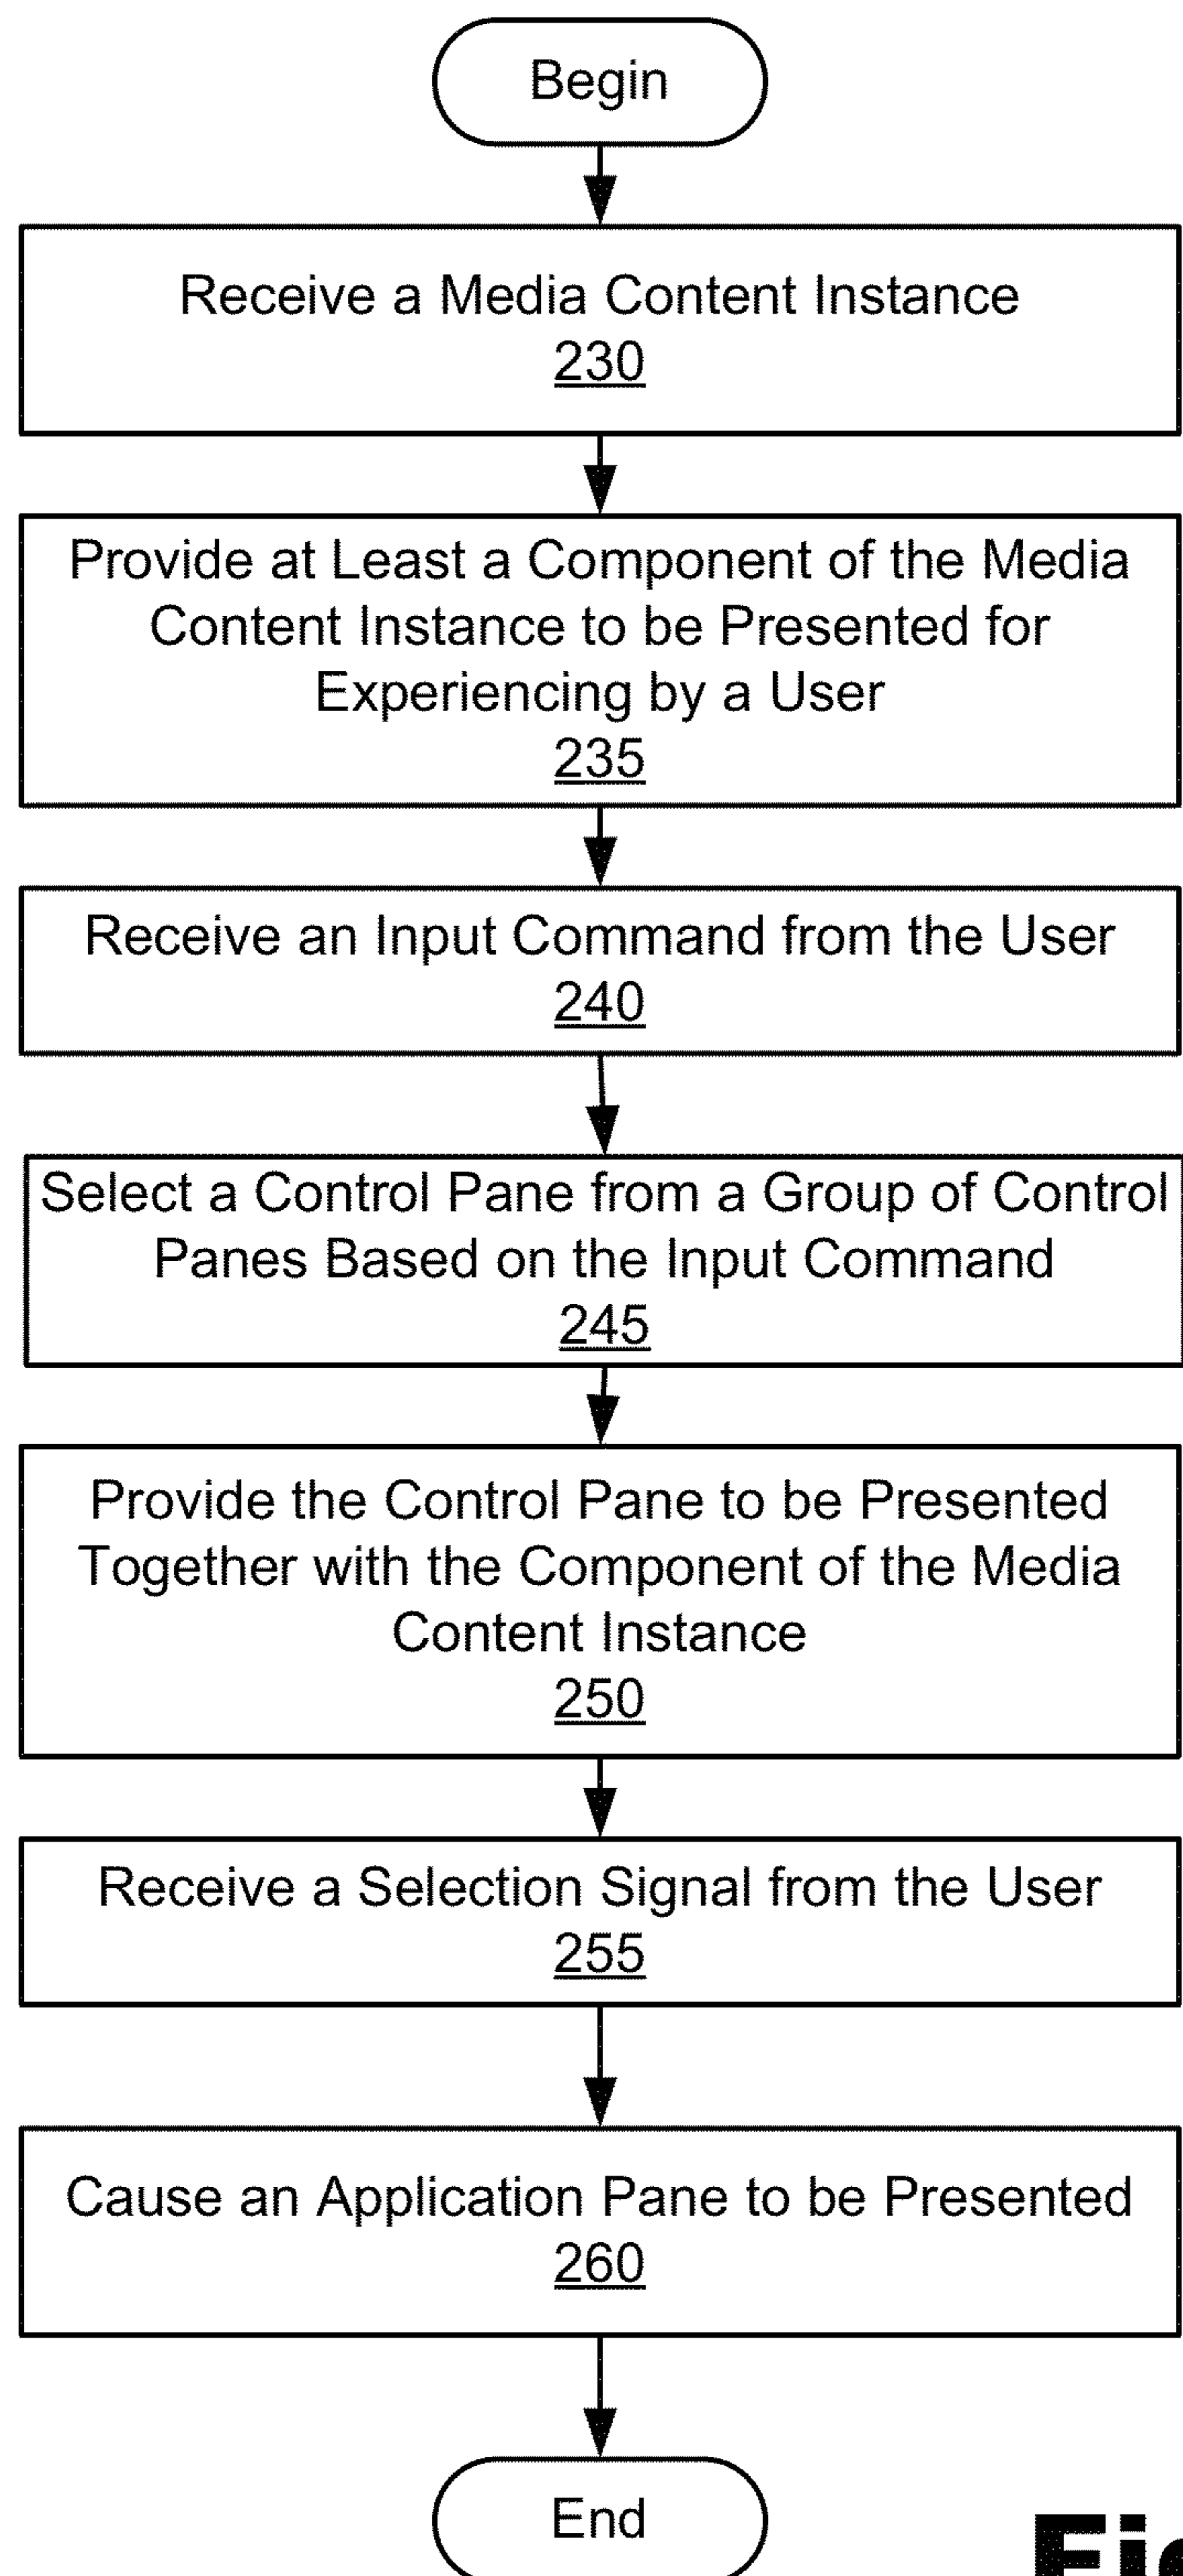 Begin
Receive a Media Content Instance
230
Provide at Least a Component of the Media
Content Instance to be Presented for
Experiencing by a User
235
Receive an Input Command from the User
240
Select a Control Pane from a Group of Control
Panes Based on the Input Command
245
Provide the Control Pane to be Presented
Together with the Component of the Media
Content Instance
250
Receive a Selection Signal from the User
255
Cause an Application Pane to be Presented
260
End